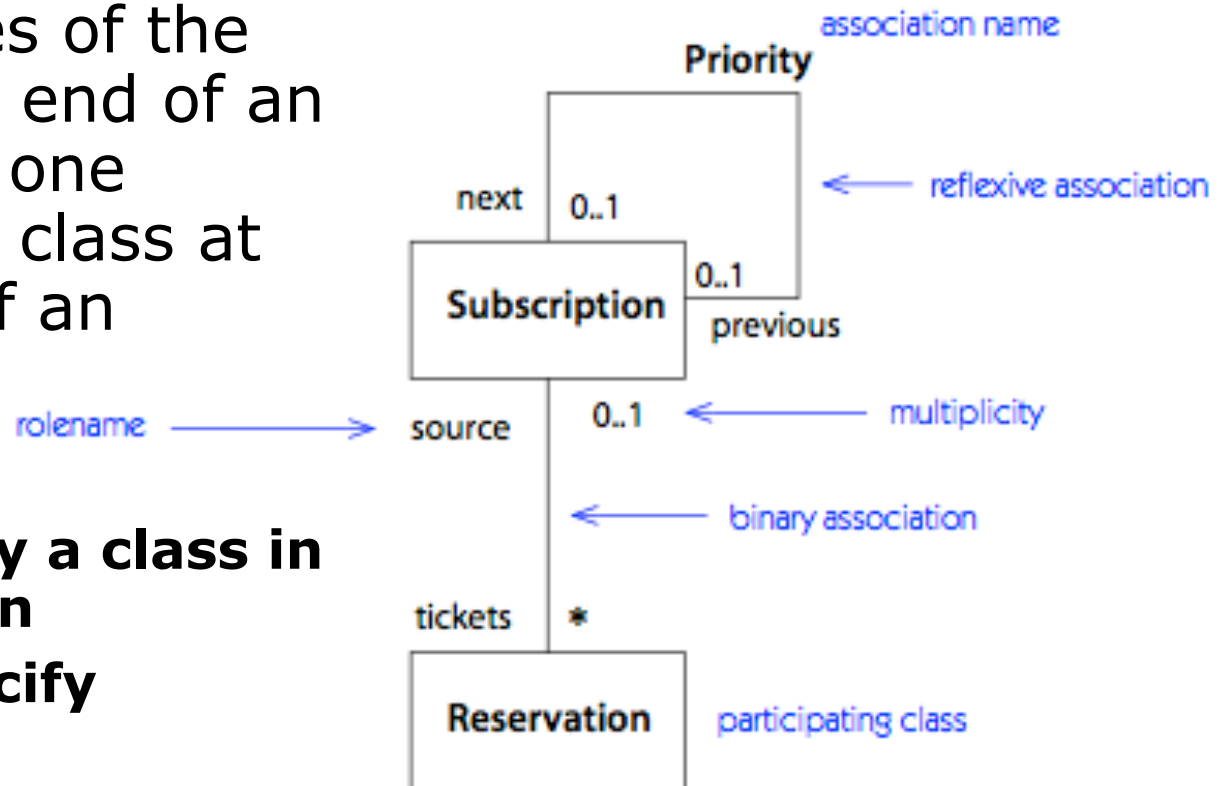 es of the
end of an
one
class at
f an
y a class in
n
cify
association name
Priority
reflexive association
next 0..1
0..1
Subscription
previous
rolename
source 0..1
multiplicity
binary association
tickets *
Reservation
participating class